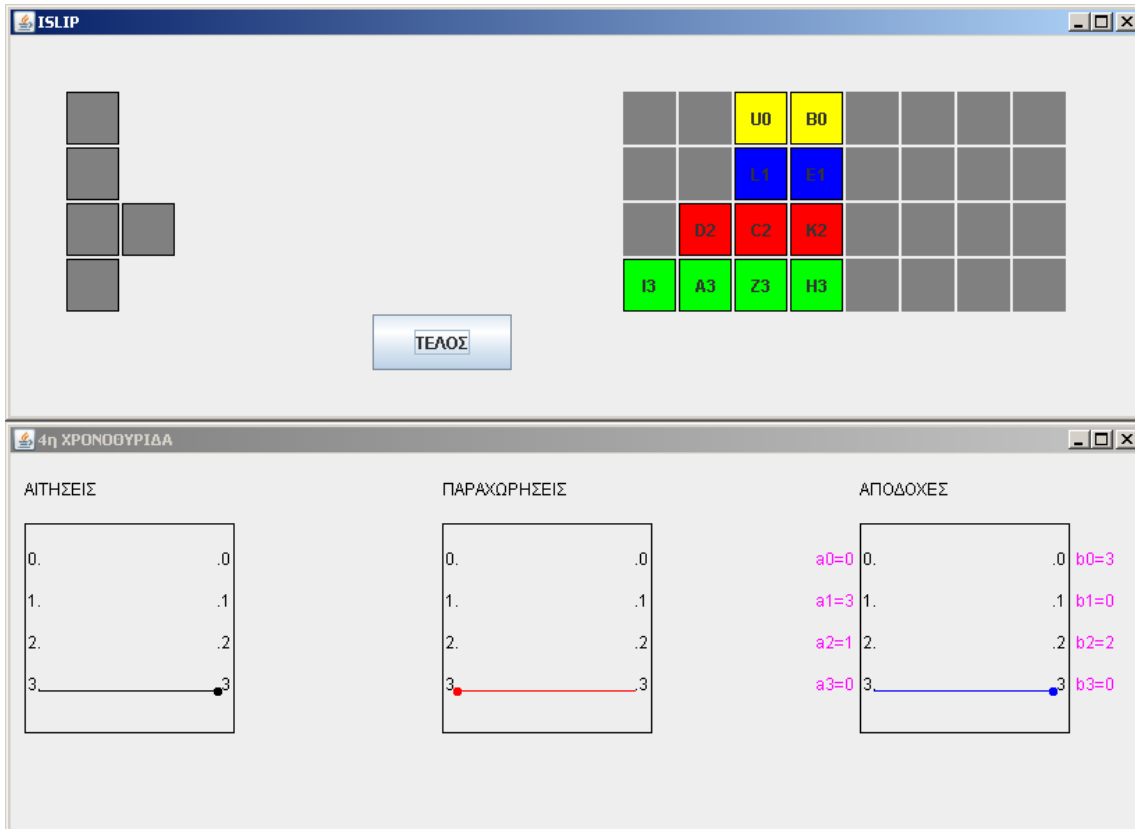 ISLIP
U0 B0
L1 E1
D2 C2 K2
I3 A3 Z3 H3
ΤΕΛΟΣ
4η ΧΡΟΝΟΘΥΡΙΔΑ
ΑΙΤΗΣΕΙΣ ΠΑΡΑΧΩΡΗΣΕΙΣ ΑΠΟΔΟΧΕΣ
0. .0 0. .0 a0=0 0. .0 b0=3
1. .1 1. .1 a1=3 1. .1 b1=0
2. .2 2. .2 a2=1 2. .2 b2=2
3. .3 3. .3 a3=0 3. .3 b3=0